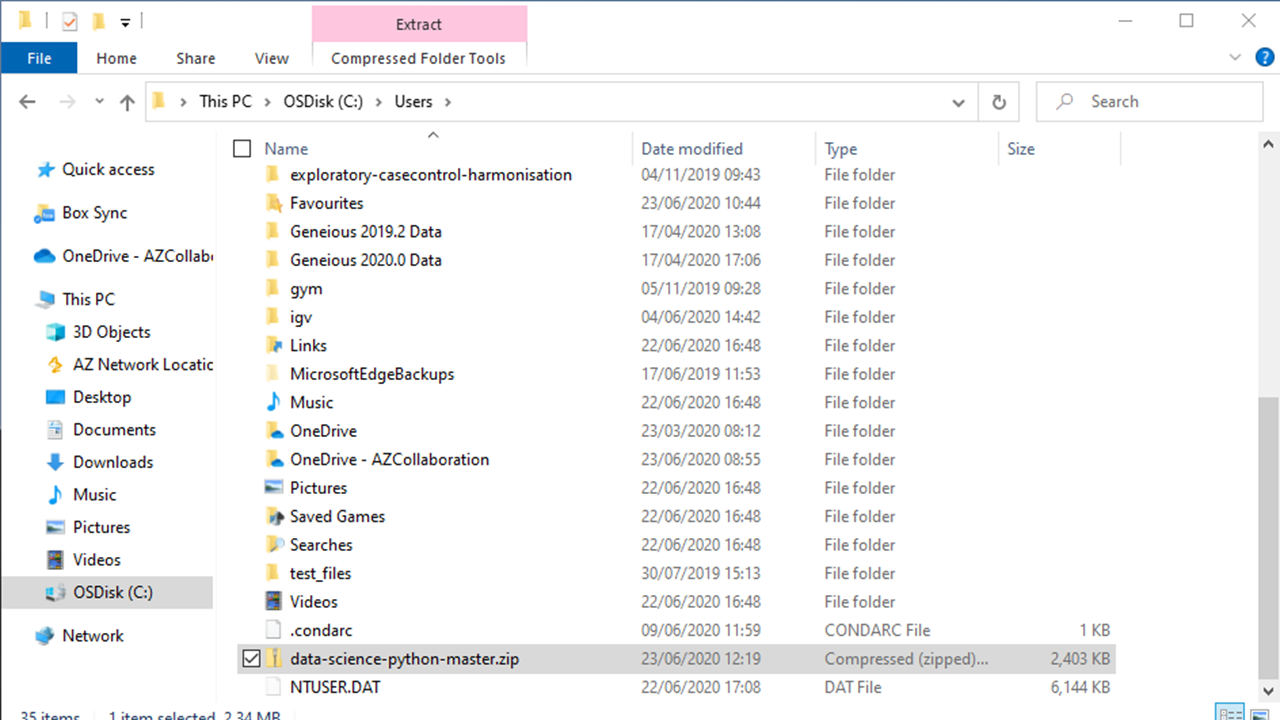 Extract
File Home Share View Compressed Folder Tools
This PC OSDisk (C:) Users Search
Name Date modified Type Size
Quick access
Box Sync
OneDrive - AZCollab
This PC
3D Objects
AZ Network Locatic
Desktop
Documents
Downloads
Music
Pictures
Videos
OSDisk (C:)
Network
exploratory-casecontrol-harmonisation 04/11/2019 09:43 File folder
Favourites 23/06/2020 10:44 File folder
Geneious 2019.2 Data 17/04/2020 13:08 File folder
Geneious 2020.0 Data 17/04/2020 17:06 File folder
gym 05/11/2019 09:28 File folder
igv 04/06/2020 14:42 File folder
Links 22/06/2020 16:48 File folder
MicrosoftEdgeBackups 17/06/2019 11:53 File folder
Music 22/06/2020 16:48 File folder
OneDrive 23/03/2020 08:12 File folder
OneDrive - AZCollaboration 23/06/2020 08:55 File folder
Pictures 22/06/2020 16:48 File folder
Saved Games 22/06/2020 16:48 File folder
Searches 22/06/2020 16:48 File folder
test_files 30/07/2019 15:13 File folder
Videos 22/06/2020 16:48 File folder
.condarc 09/06/2020 11:59 CONDARC File 1 KB
data-science-python-master.zip 23/06/2020 12:19 Compressed (zipped)... 2,403 KB
NTUSER.DAT 22/06/2020 17:08 DAT File 6,144 KB
35 items 1 item selected 2.34 MB